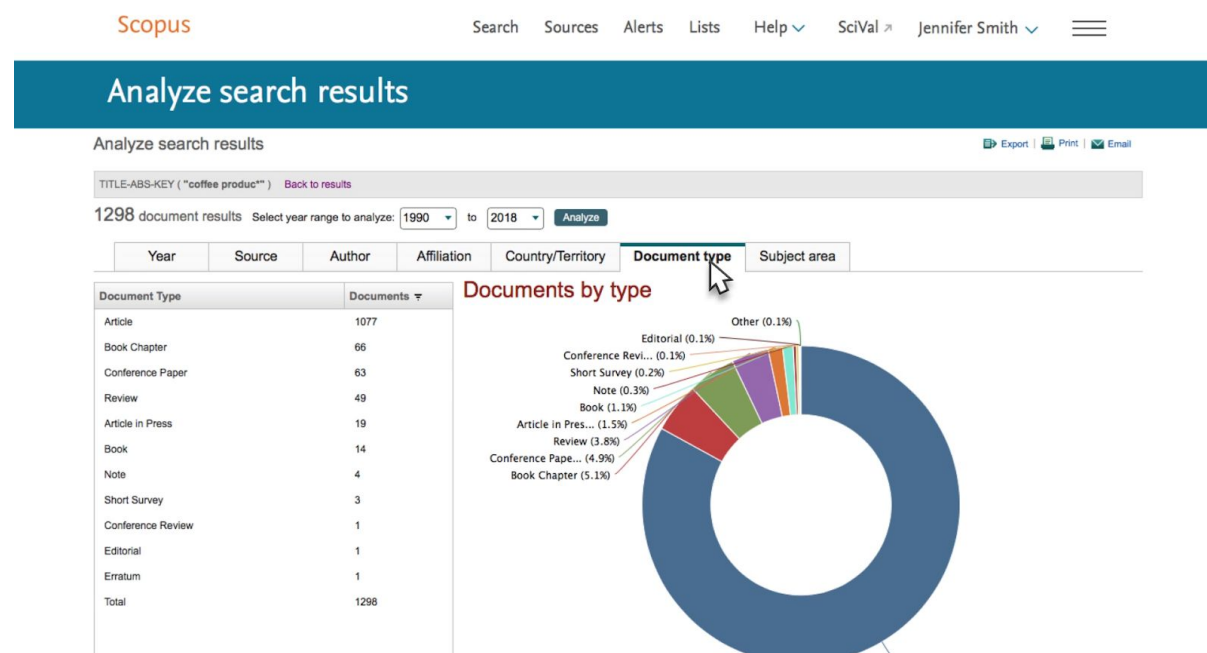 Scopus
Search Sources Alerts Lists Help SciVal Jennifer Smith
Analyze search results
Analyze search results
Export | Print | Email
TITLE-ABS-KEY ( "coffee produc*" ) Back to results
1298 document results Select year range to analyze: 1990 to 2018 Analyze
Year Source Author Affiliation Country/Territory Document type Subject area
Document Type Documents
Article 1077
Book Chapter 66
Conference Paper 63
Review 49
Article in Press 19
Book 14
Note 4
Short Survey 3
Conference Review 1
Editorial 1
Erratum 1
Total 1298
Documents by type
Other (0.1%)
Editorial (0.1%)
Conference Revi... (0.1%)
Short Survey (0.2%)
Note (0.3%)
Book (1.1%)
Article in Pres... (1.5%)
Review (3.8%)
Conference Pape... (4.9%)
Book Chapter (5.1%)